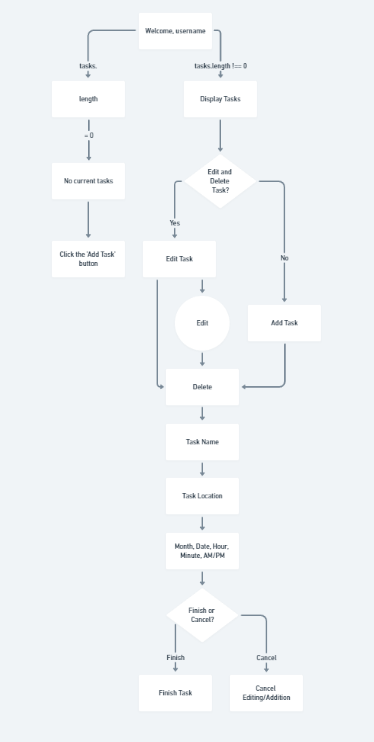 Welcome, username
tasks.
tasks.length !== 0
length
Display Tasks
= 0
No current tasks
Edit and
Delete
Task?
Yes
Click the 'Add Task'
button
Edit Task
No
Edit
Add Task
Delete
Task Name
Task Location
Month, Date, Hour,
Minute, AM/PM
Finish or
Cancel?
Finish
Cancel
Finish Task
Cancel
Editing/Addition